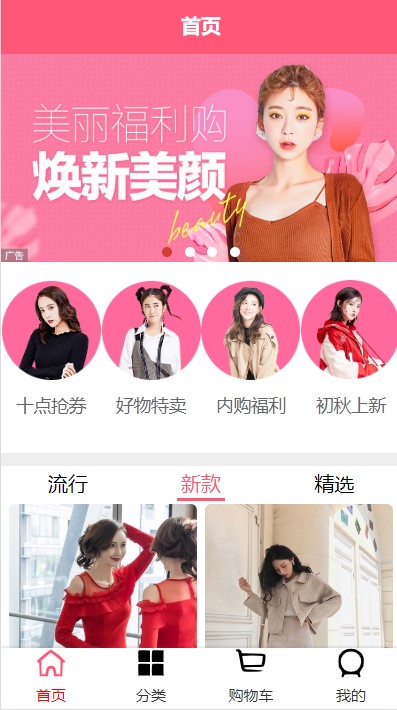 首页
美丽福利购
焕新美颜
beauty
广告
十点抢券 好物特卖 内购福利 初秋上新
流行 新款 精选
首页 分类 购物车 我的